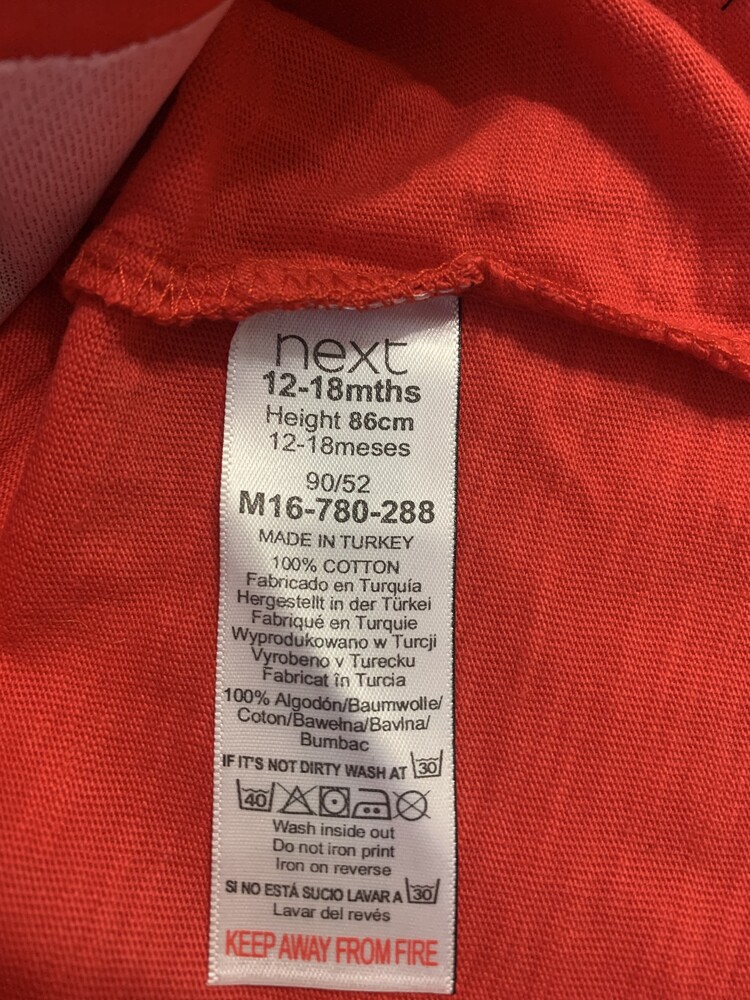 next
12-18mths
Height 86cm
12-18meses
90/52
M16-780-288
MADE IN TURKEY
100% COTTON
Fabricado en Turquía
Hergestellt in der Türkei
Fabriqué en Turquie
Wyprodukowano w Turcji
Vyrobeno v Turecku
Fabricat în Turcia
100% Algodón/Baumwolle/
Coton/Bawełna/Bavlna/
Bumbac
IF IT'S NOT DIRTY WASH AT 30
40
Wash inside out
Do not iron print
Iron on reverse
SI NO ESTÁ SUCIO LAVAR A 30
Lavar del revés
KEEP AWAY FROM FIRE